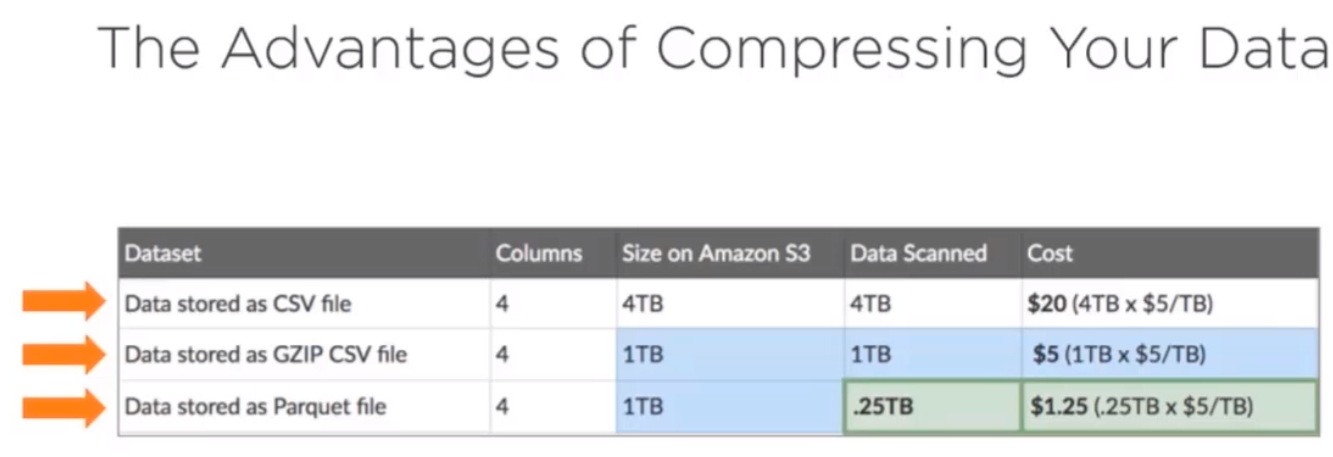 The Advantages of Compressing Your Data
Dataset Columns Size on Amazon S3 Data Scanned Cost
Data stored as CSV file 4 4TB 4TB $20 (4TB x $5/TB)
Data stored as GZIP CSV file 4 1TB 1TB $5 (1TB x $5/TB)
Data stored as Parquet file 4 1TB .25TB $1.25 (.25TB x $5/TB)